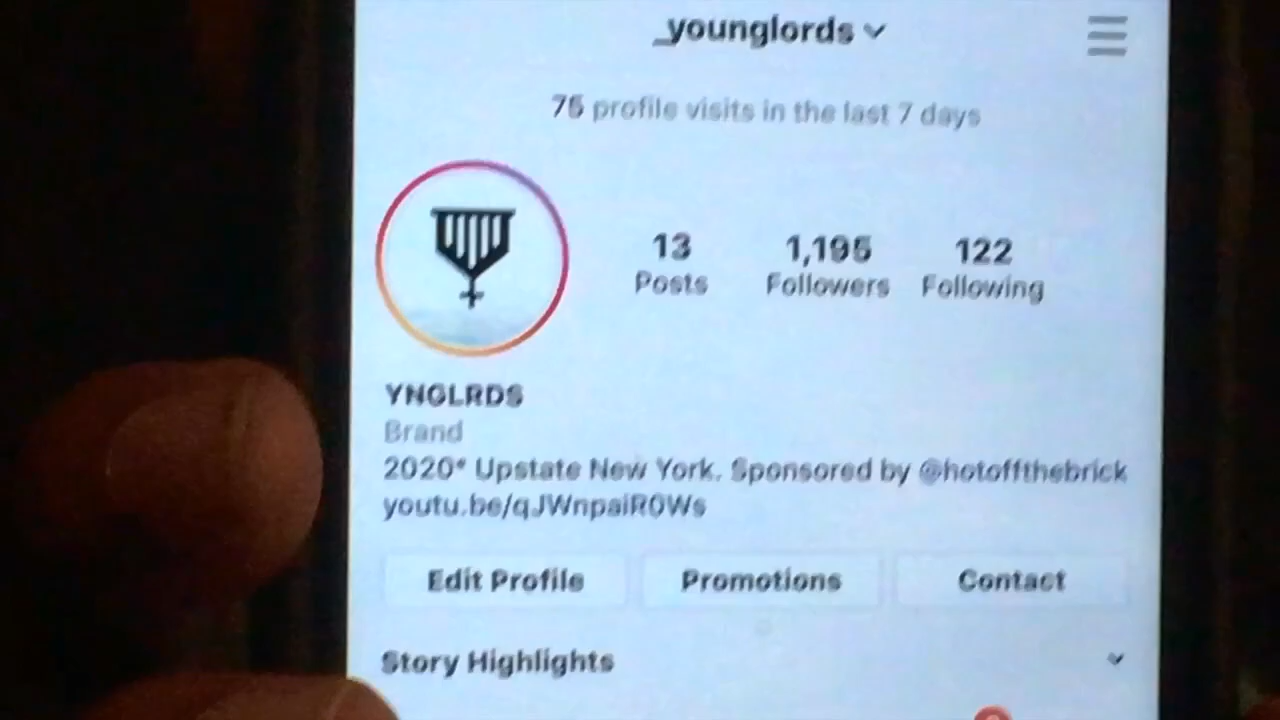 _younglords
75 profile visits in the last 7 days
13 1,195 122
Posts Followers Following
YNGLRDS
Brand
2020* Upstate New York. Sponsored by @hotoffthebrick
youtu.be/qJWnpaiR0Ws
Edit Profile Promotions Contact
Story Highlights